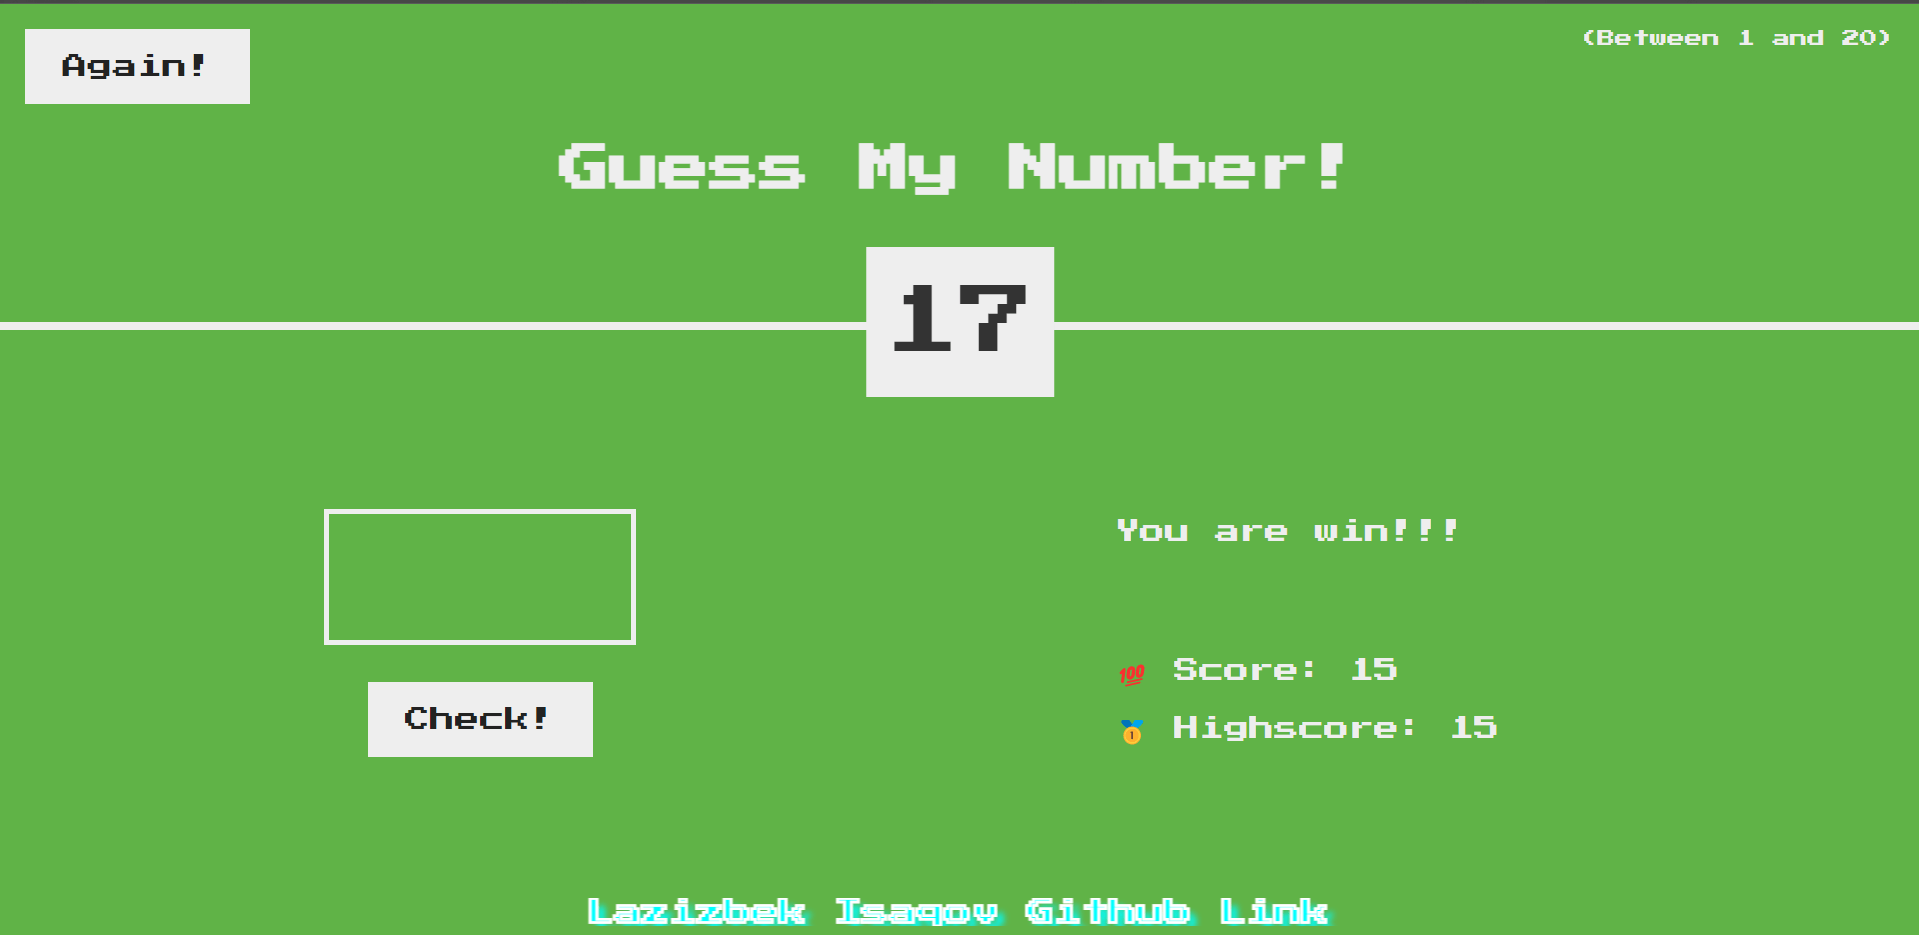 Again!
(Between 1 and 20)
Guess My Number!
17
You are win!!!
💯 Score: 15
🥇 Highscore: 15
Check!
Lazizbek Isaqov Github Link